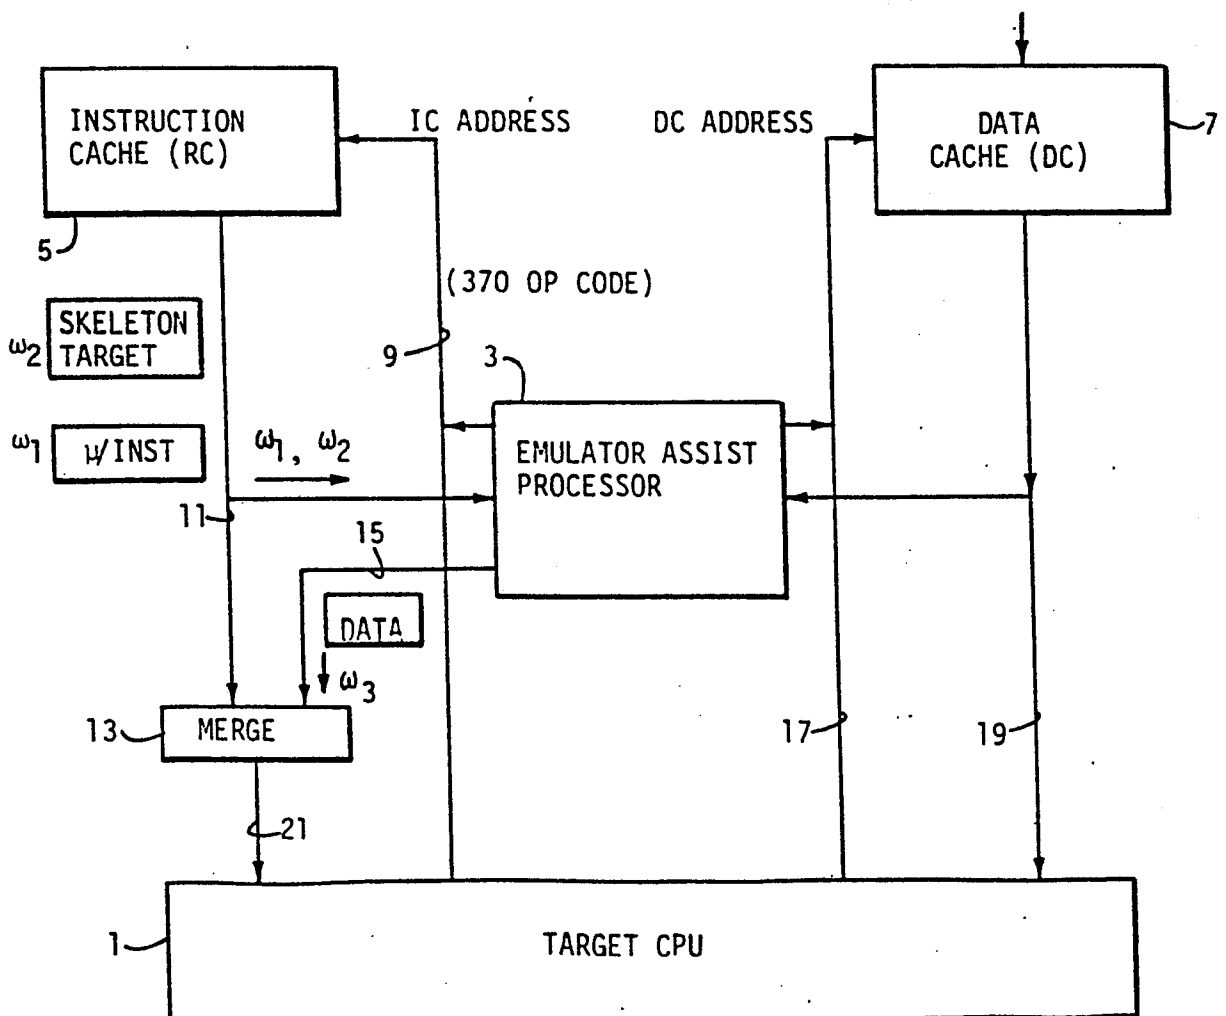 INSTRUCTION
CACHE (RC)
IC ADDRESS
DC ADDRESS
DATA
CACHE (DC)
7
5
(370 OP CODE)
SKELETON
TARGET
ω2
9
3
EMULATOR ASSIST
PROCESSOR
ω1
μ/INST
ω1, ω2
11
15
DATA
ω3
13
MERGE
17
19
21
1
TARGET CPU